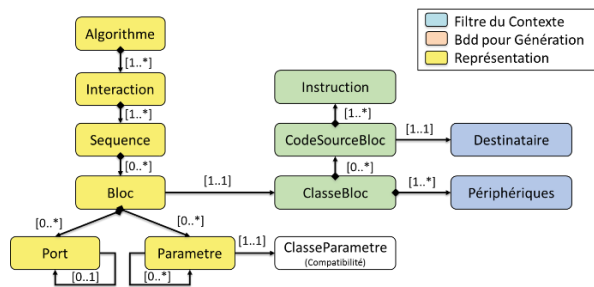 Algorithme
Filtre du Contexte
Bdd pour Génération
Représentation
[1..*]
Interaction
Instruction
[1..*]
[1..*]
Sequence
CodeSourceBloc
[1..1]
Destinataire
[0..*]
[0..*]
Bloc
[1..1]
ClasseBloc
[1..*]
Périphériques
[0..*]
[0..*]
Port
Parametre
[1..1]
ClasseParametre
(Compatibilité)
[0..1]
[0..*]